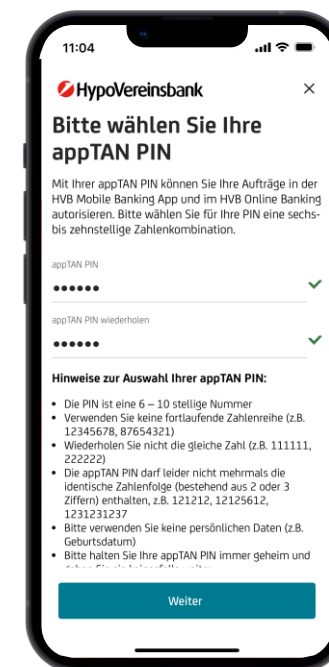 11:04
HypoVereinsbank
Bitte wählen Sie Ihre
appTAN PIN
Mit Ihrer appTAN PIN können Sie Ihre Aufträge in der
HVB Mobile Banking App und im HVB Online Banking
autorisieren. Bitte wählen Sie für Ihre PIN eine sechs-
bis zehnstellige Zahlenkombination.
appTAN PIN
••••••
appTAN PIN wiederholen
••••••
Hinweise zur Auswahl Ihrer appTAN PIN:
• Die PIN ist eine 6 – 10 stellige Nummer
• Verwenden Sie keine fortlaufende Zahlenreihe (z.B.
12345678, 87654321)
• Wiederholen Sie nicht die gleiche Zahl (z.B. 111111,
222222)
• Die appTAN PIN darf leider nicht mehrmals die
identische Zahlenfolge (bestehend aus 2 oder 3
Ziffern) enthalten, z.B. 121212, 12125612,
1231231237
• Bitte verwenden Sie keine persönlichen Daten (z.B.
Geburtsdatum)
• Bitte halten Sie Ihre appTAN PIN immer geheim und
Weiter